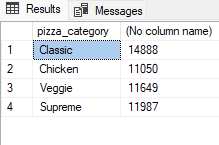 Results Messages
pizza_category (No column name)
1 Classic 14888
2 Chicken 11050
3 Veggie 11649
4 Supreme 11987